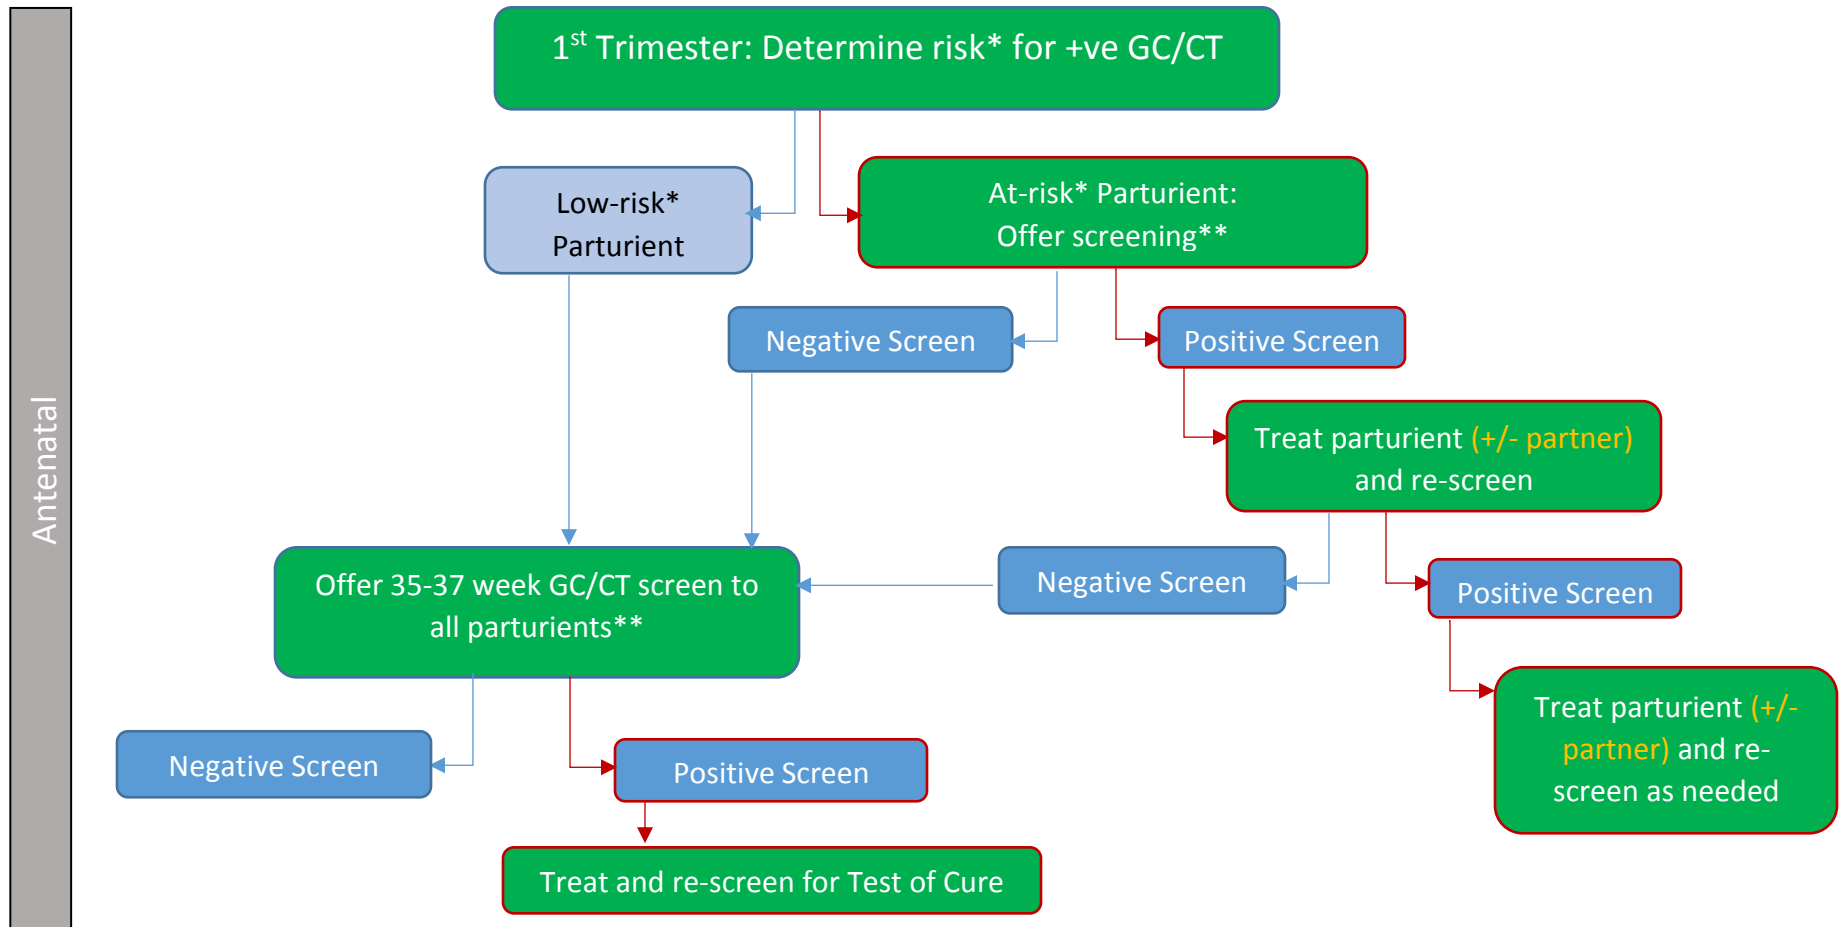 Antenatal
1st Trimester: Determine risk* for +ve GC/CT
Low-risk*
Parturient
At-risk* Parturient:
Offer screening**
Negative Screen
Positive Screen
Treat parturient (+/- partner)
and re-screen
Negative Screen
Positive Screen
Offer 35-37 week GC/CT screen to
all parturients**
Treat parturient (+/-
partner) and re-
screen as needed
Negative Screen
Positive Screen
Treat and re-screen for Test of Cure